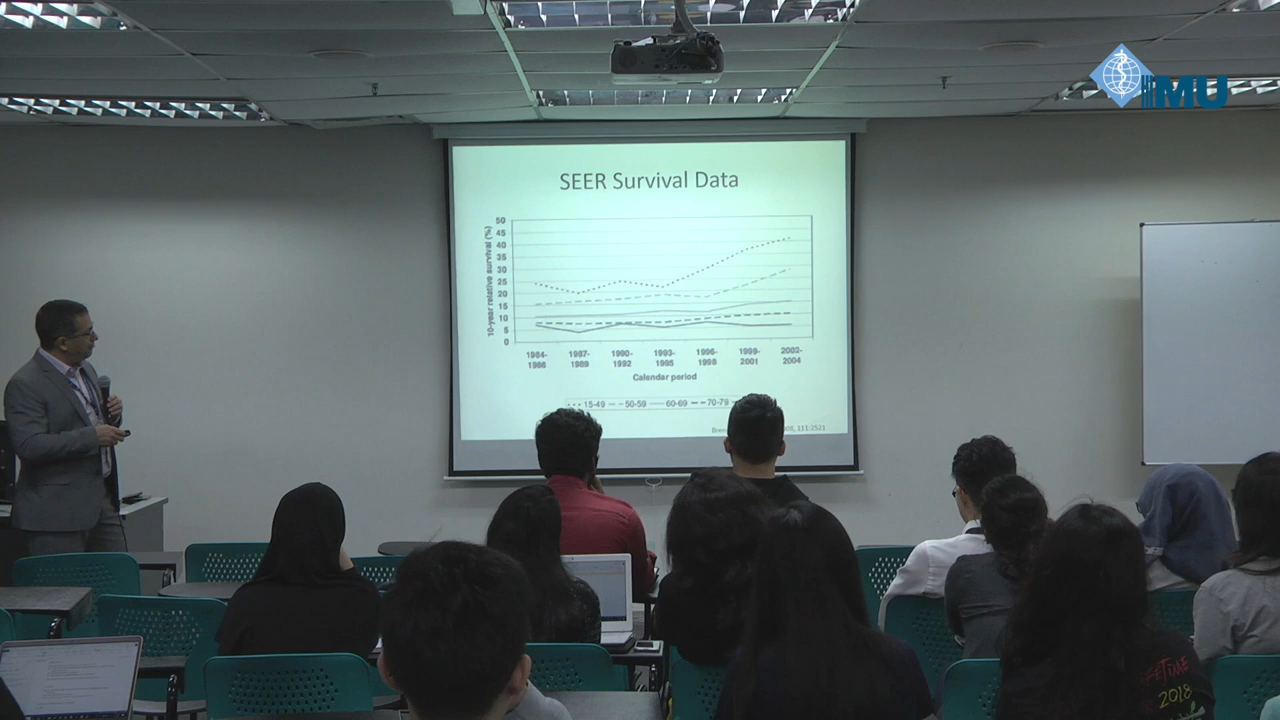 IMU
SEER Survival Data
10-year relative survival (%)
50
45
40
35
30
25
20
15
10
5
0
1984-1986 1987-1989 1990-1992 1993-1995 1996-1998 1999-2001 2002-2004
Calendar period
15-49 50-59 60-69 70-79
111:2521
2018